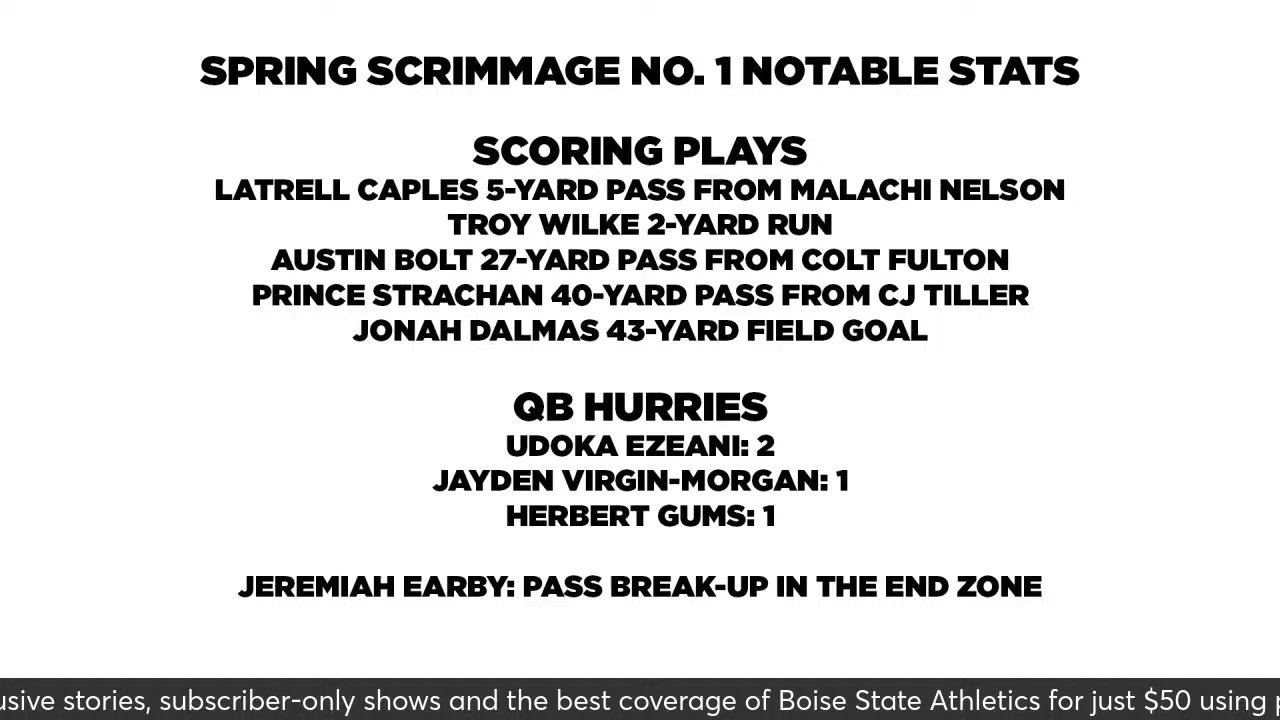 SPRING SCRIMMAGE NO. 1 NOTABLE STATS
SCORING PLAYS
LATRELL CAPLES 5-YARD PASS FROM MALACHI NELSON
TROY WILKE 2-YARD RUN
AUSTIN BOLT 27-YARD PASS FROM COLT FULTON
PRINCE STRACHAN 40-YARD PASS FROM CJ TILLER
JONAH DALMAS 43-YARD FIELD GOAL
QB HURRIES
UDOKA EZEANI: 2
JAYDEN VIRGIN-MORGAN: 1
HERBERT GUMS: 1
JEREMIAH EARBY: PASS BREAK-UP IN THE END ZONE
stories, subscriber-only shows and the best coverage of Boise State Athletics for just $50 using